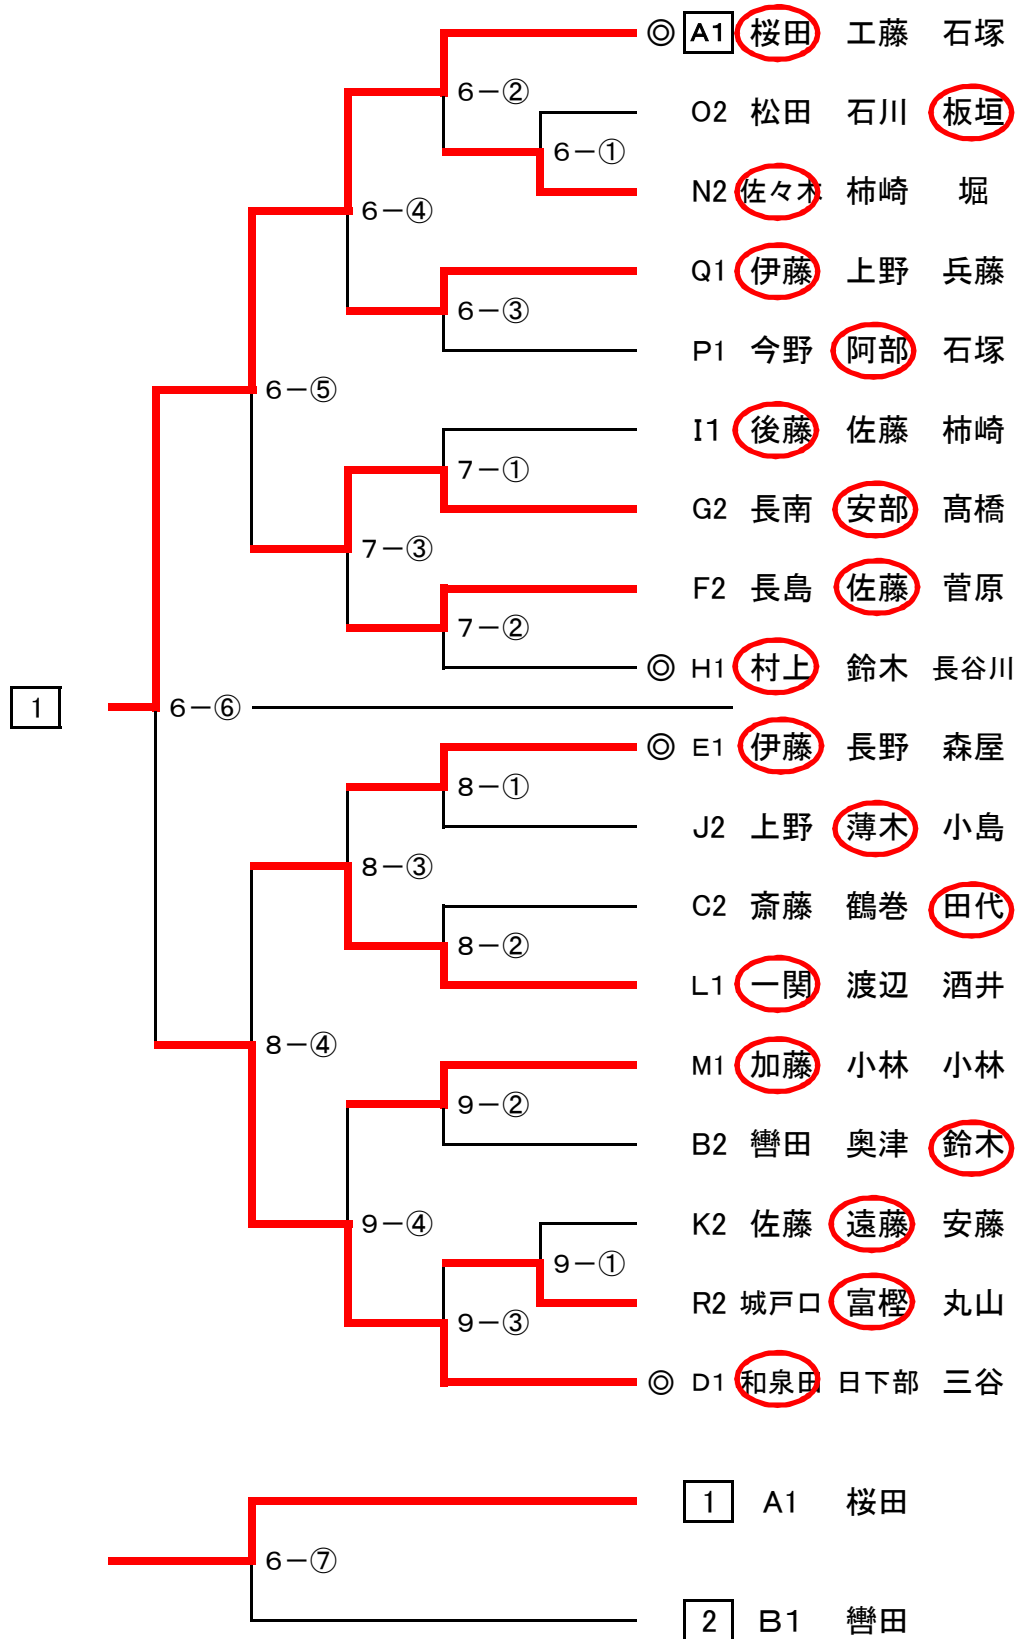 ◎ A1 桜田 工藤 石塚
6－②
O2 松田 石川 板垣
6－①
N2 佐々木 柿崎 堀
6－④
Q1 伊藤 上野 兵藤
6－③
P1 今野 阿部 石塚
6－⑤
I1 後藤 佐藤 柿崎
7－①
G2 長南 安部 髙橋
7－③
F2 長島 佐藤 菅原
7－②
◎ H1 村上 鈴木 長谷川
1 6－⑥
◎ E1 伊藤 長野 森屋
8－①
J2 上野 薄木 小島
8－③
C2 斎藤 鶴巻 田代
8－②
L1 一関 渡辺 酒井
8－④
M1 加藤 小林 小林
9－②
B2 轡田 奥津 鈴木
9－④
K2 佐藤 遠藤 安藤
9－①
R2 城戸口 富樫 丸山
9－③
◎ D1 和泉田 日下部 三谷
1 A1 桜田
6－⑦
2 B1 轡田